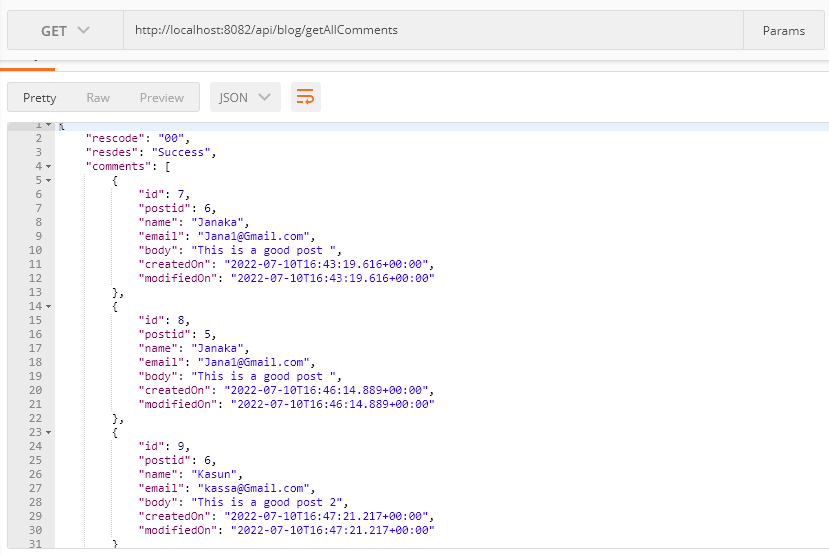 GET
http://localhost:8082/api/blog/getAllComments
Params
Pretty
Raw
Preview
JSON
1 {
2 "rescode": "00",
3 "resdes": "Success",
4 "comments": [
5 {
6 "id": 7,
7 "postid": 6,
8 "name": "Janaka",
9 "email": "Jana1@Gmail.com",
10 "body": "This is a good post ",
11 "createdOn": "2022-07-10T16:43:19.616+00:00",
12 "modifiedOn": "2022-07-10T16:43:19.616+00:00"
13 },
14 {
15 "id": 8,
16 "postid": 5,
17 "name": "Janaka",
18 "email": "Jana1@Gmail.com",
19 "body": "This is a good post ",
20 "createdOn": "2022-07-10T16:46:14.889+00:00",
21 "modifiedOn": "2022-07-10T16:46:14.889+00:00"
22 },
23 {
24 "id": 9,
25 "postid": 6,
26 "name": "Kasun",
27 "email": "kassa@Gmail.com",
28 "body": "This is a good post 2",
29 "createdOn": "2022-07-10T16:47:21.217+00:00",
30 "modifiedOn": "2022-07-10T16:47:21.217+00:00"
31 }